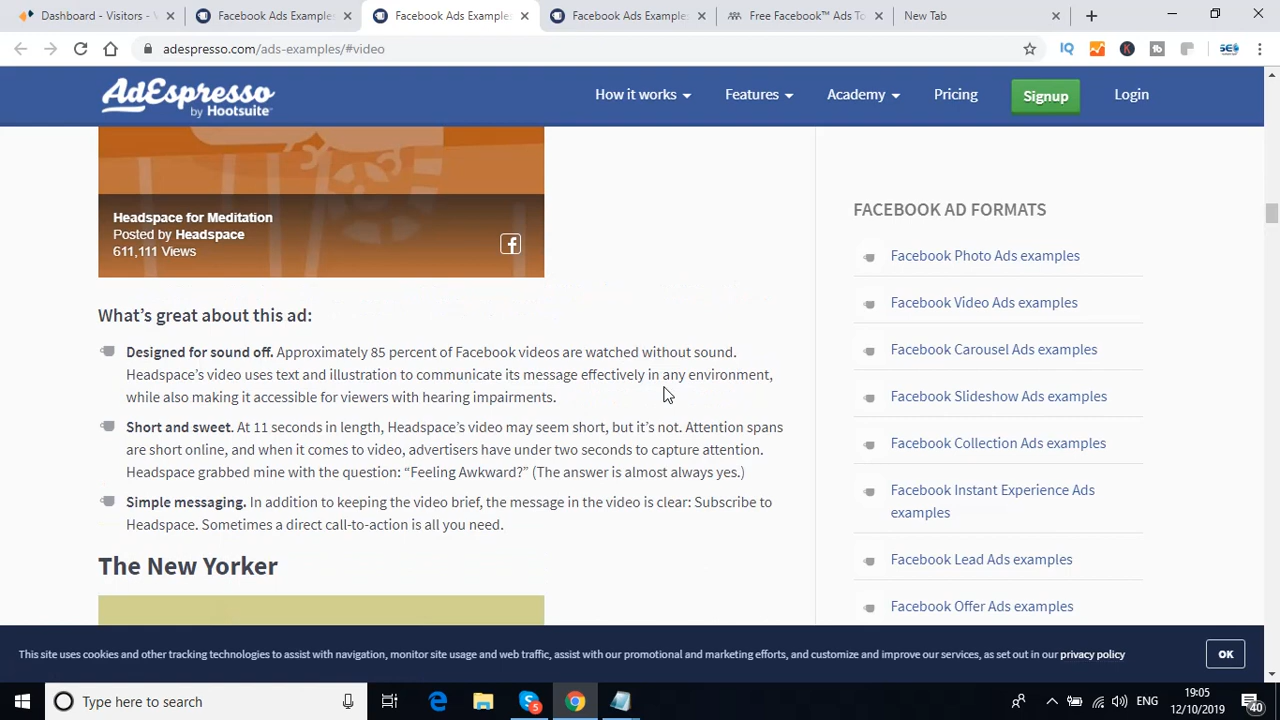 Dashboard - Visitors - V
Facebook Ads Examples
Facebook Ads Examples
Facebook Ads Examples
Free Facebook™ Ads To
New Tab
adespresso.com/ads-examples/#video
AdEspresso
by Hootsuite
How it works
Features
Academy
Pricing
Signup
Login
Headspace for Meditation
Posted by Headspace
611,111 Views
What's great about this ad:
Designed for sound off. Approximately 85 percent of Facebook videos are watched without sound.
Headspace's video uses text and illustration to communicate its message effectively in any environment,
while also making it accessible for viewers with hearing impairments.
Short and sweet. At 11 seconds in length, Headspace's video may seem short, but it's not. Attention spans
are short online, and when it comes to video, advertisers have under two seconds to capture attention.
Headspace grabbed mine with the question: “Feeling Awkward?” (The answer is almost always yes.)
Simple messaging. In addition to keeping the video brief, the message in the video is clear: Subscribe to
Headspace. Sometimes a direct call-to-action is all you need.
The New Yorker
FACEBOOK AD FORMATS
Facebook Photo Ads examples
Facebook Video Ads examples
Facebook Carousel Ads examples
Facebook Slideshow Ads examples
Facebook Collection Ads examples
Facebook Instant Experience Ads
examples
Facebook Lead Ads examples
Facebook Offer Ads examples
This site uses cookies and other tracking technologies to assist with navigation, monitor site usage and web traffic, assist with our promotional and marketing efforts, and customize and improve our services, as set out in our privacy policy
OK
Type here to search
5
ENG
19:05
12/10/2019
40